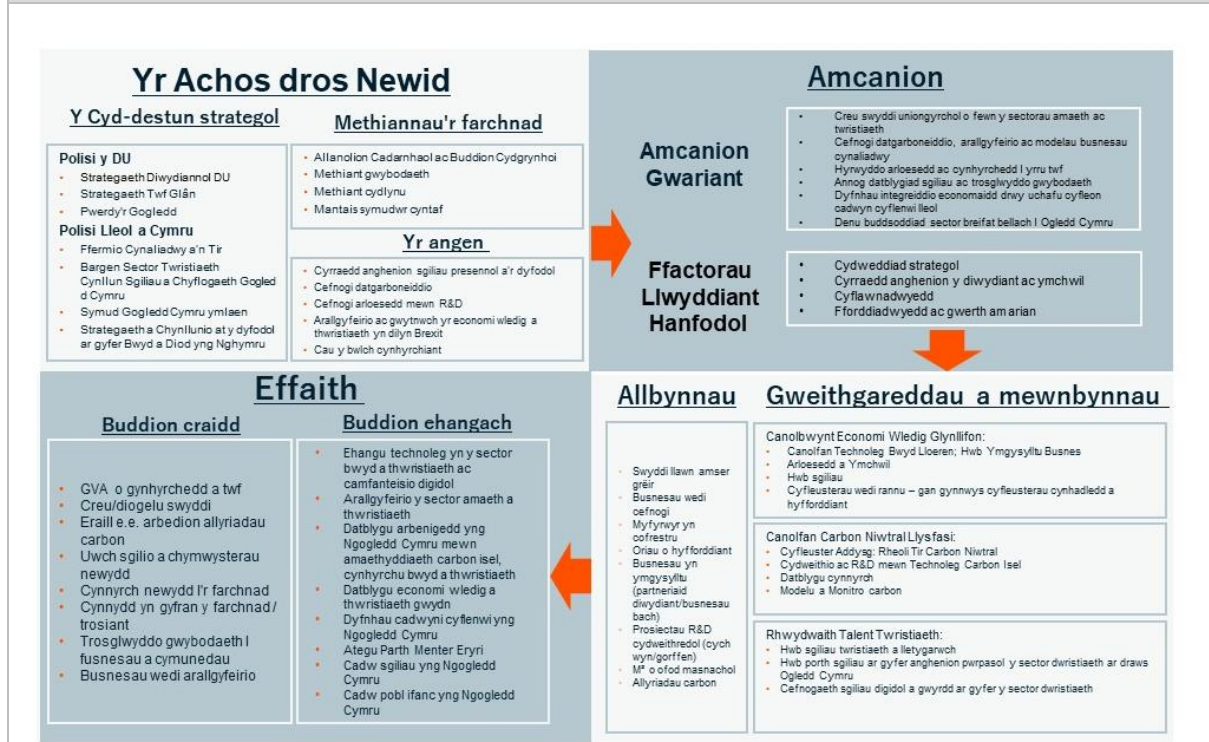 Yr Achos dros Newid
Y Cyd-destun strategol
Polisi y DU
• Strategaeth Diwydiannol DU
• Strategaeth Twf Glân
• Pwerdy'r Gogledd
Polisi Lleol a Cymru
• Ffermio Cynaliadwy a'n Tir
• Bargen Sector Twristiaeth
Cynllun Sgiliau a Chyflogaeth Gogled
d Cymru
• Symud Gogledd Cymru ymlaen
• Strategaeth a Chynllunio at y dyfodol
ar gyfer Bwyd a Diod yng Nghymru
Methiannau'r farchnad
• Allanolion Cadarnhaol ac Buddion Cydgrynhoi
• Methiant gwybodaeth
• Methiant cydlynu
• Mantais symudwr cyntaf
Yr angen
• Cyrraedd anghenion sgiliau presennol a'r dyfodol
• Cefnogi datgarboneiddio
• Cefnogi arloesedd mewn R&D
• Arallgyfeirio ac gwytnwch yr economi wledig a
thwristiaeth yn dilyn Brexit
• Cau y bwlch cynhyrchiant
Amcanion
Amcanion
Gwariant
• Creu swyddi uniongyrchol o fewn y sectorau amaeth ac
twristiaeth
• Cefnogi datgarboneiddio, arallgyfeirio ac modelau busnesau
cynaliadwy
• Hyrwyddo arloesedd ac cynhyrchedd I yrru twf
• Annog datblygiad sgiliau ac trosglwyddo gwybodaeth
• Dyfnhau integreiddio economaidd drwy uchafu cyfleon
cadwyn cyflenwi lleol
• Denu buddsoddiad sector breifat bellach I Ogledd Cymru
Ffactorau
Llwyddiant
Hanfodol
• Cydweddiad strategol
• Cyrraedd anghenion y diwydiant ac ymchwil
• Cyflawnadwyedd
• Fforddiadwyedd ac gwerth am arian
Effaith
Buddion craidd
• GVA o gynhyrchedd a twf
• Creu/diogelu swyddi
• Eraill e.e. arbedion allyriadau
carbon
• Uwch sgilio a chymwysterau
newydd
• Cynnyrch newydd I'r farchnad
• Cynnydd yn gyfran y farchnad /
trosiant
• Trosglwyddo gwybodaeth I
fusnesau a cymunedau
• Busnesau wedi arallgyfeirio
Buddion ehangach
• Ehangu technoleg yn y sector
bwyd a thwristiaeth ac
camfanteisio digidol
• Arallgyfeirio y sector amaeth a
thwristiaeth
• Datblygu arbenigedd yng
Ngogledd Cymru mewn
amaethyddiaeth carbon isel,
cynhyrchu bwyd a thwristiaeth
• Datblygu economi wledig a
thwristiaeth gwydn
• Dyfnhau cadwyni cyflenwi yng
Ngogledd Cymru
• Ategu Parth Menter Eryri
• Cadw sgiliau yng Ngogledd
Cymru
• Cadw pobl ifanc yng Ngogledd
Cymru
Allbynnau
• Swyddi llawn amser
grëir
• Busnesau wedi
cefnogi
• Myfyrwyr yn
cofrestru
• Oriau o hyfforddiant
• Busnesau yn
ymgysylltu
(partneriaid
diwydiant/busnesau
bach)
• Prosiectau R&D
cydweithredol (cych
wyn/gorffen)
• M² o ofod masnachol
• Allyriadau carbon
Gweithgareddau a mewnbynnau
Canolbwynt Economi Wledig Glynllifon:
• Canolfan Technoleg Bwyd Lloeren; Hwb Ymgysylltu Busnes
• Arloesedd a Ymchwil
• Hwb sgiliau
• Cyfleusterau wedi rannu – gan gynnwys cyfleusterau cynhadledd a
hyfforddiant
Canolfan Carbon Niwtral Llysfasi:
• Cyfleuster Addysg: Rheoli Tir Carbon Niwtral
• Cydweithio ac R&D mewn Technoleg Carbon Isel
• Datblygu cynnyrch
• Modelu a Monitro carbon
Rhwydwaith Talent Twristiaeth:
• Hwb sgiliau twristiaeth a lletygarwch
• Hwb porth sgiliau ar gyfer anghenion pwrpasol y sector dwristiaeth ar draws
Ogledd Cymru
• Cefnogaeth sgiliau digidol a gwyrdd ar gyfer y sector dwristiaeth